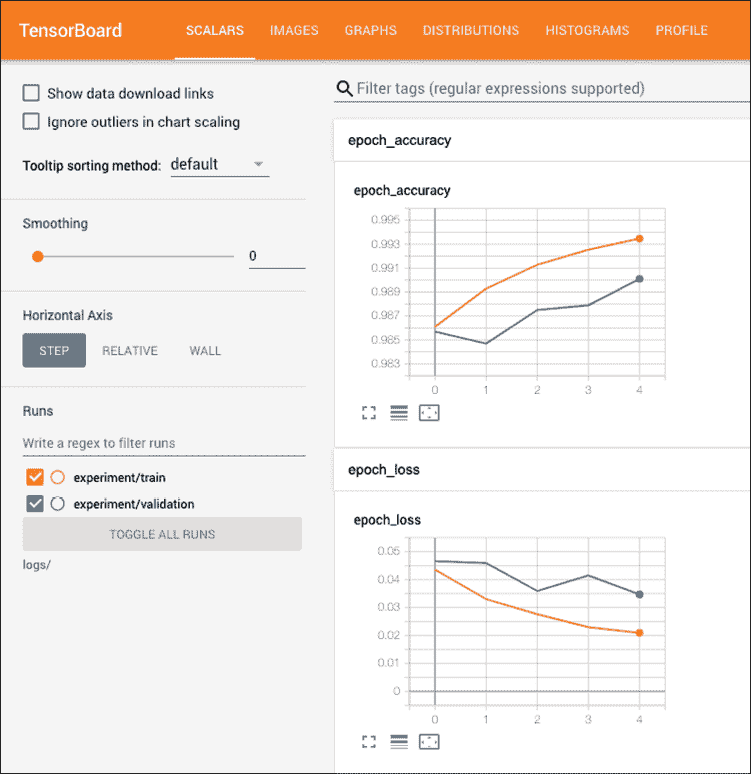 TensorBoard SCALARS IMAGES GRAPHS DISTRIBUTIONS HISTOGRAMS PROFILE
Show data download links
Ignore outliers in chart scaling
Tooltip sorting method: default
Smoothing
0
Horizontal Axis
STEP RELATIVE WALL
Runs
Write a regex to filter runs
experiment/train
experiment/validation
TOGGLE ALL RUNS
logs/
Filter tags (regular expressions supported)
epoch_accuracy
epoch_accuracy
0.995
0.993
0.991
0.989
0.987
0.985
0.983
0 1 2 3 4
epoch_loss
epoch_loss
0.05
0.04
0.03
0.02
0.01
0
0 1 2 3 4